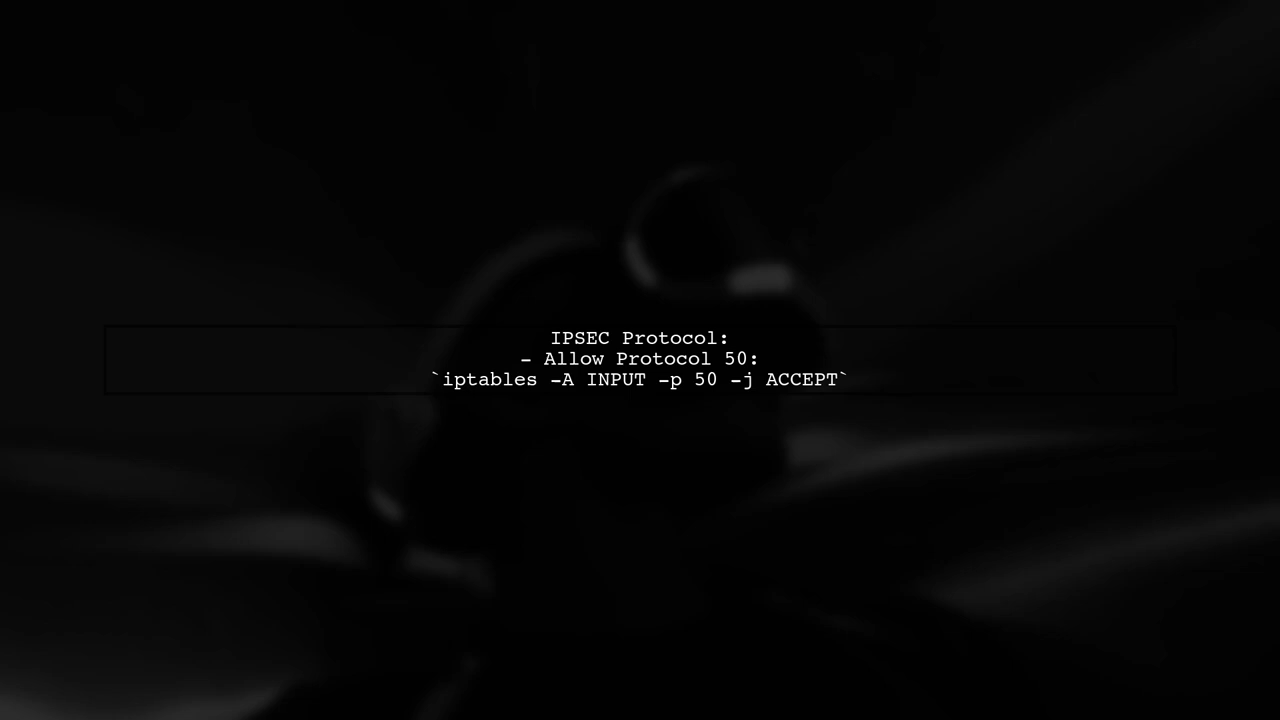 IPSEC Protocol:
- Allow Protocol 50:
`iptables -A INPUT -p 50 -j ACCEPT`